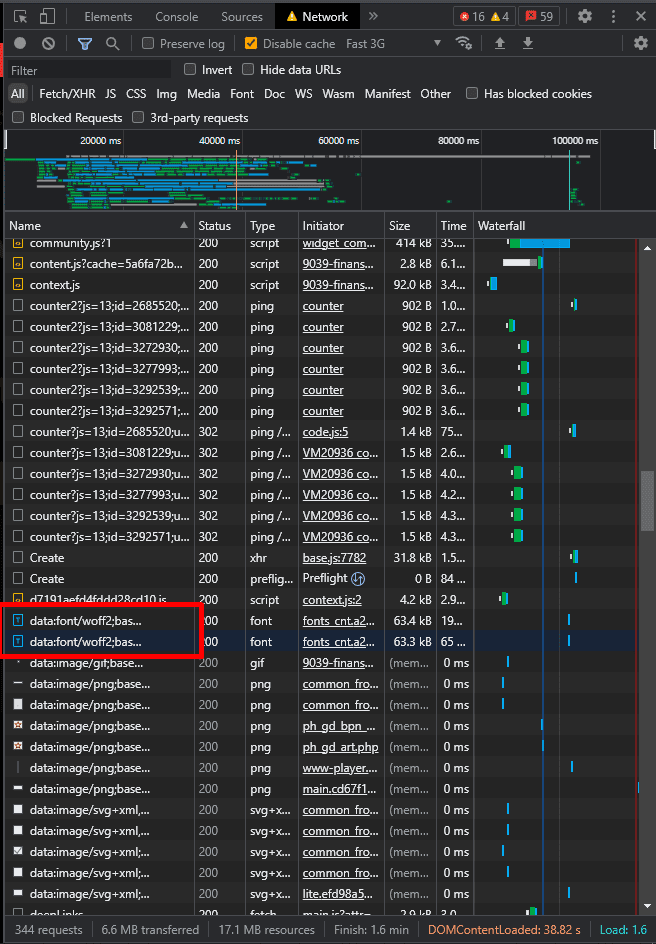 Elements Console Sources Network 16 4 59
Preserve log Disable cache Fast 3G
Filter Invert Hide data URLs
All Fetch/XHR JS CSS Img Media Font Doc WS Wasm Manifest Other Has blocked cookies
Blocked Requests 3rd-party requests
20000 ms 40000 ms 60000 ms 80000 ms 100000 ms
Name Status Type Initiator Size Time Waterfall
community.js?1 200 script widget_com... 414 kB 35....
content.js?cache=5a6fa72b... 200 script 9039-finans... 2.8 kB 6.1...
context.js 200 script 9039-finans... 92.0 kB 3.4...
counter2?js=13;id=2685520;... 200 ping counter 902 B 1.0...
counter2?js=13;id=3081229;... 200 ping counter 902 B 2.7...
counter2?js=13;id=3272930;... 200 ping counter 902 B 3.6...
counter2?js=13;id=3277993;... 200 ping counter 902 B 3.6...
counter2?js=13;id=3292539;... 200 ping counter 902 B 3.6...
counter2?js=13;id=3292571;... 200 ping counter 902 B 3.6...
counter?js=13;id=2685520;u... 302 ping /... code.js:5 1.4 kB 75...
counter?js=13;id=3081229;u... 302 ping /... VM20936 co... 1.5 kB 2.6...
counter?js=13;id=3272930;u... 302 ping /... VM20936 co... 1.5 kB 4.0...
counter?js=13;id=3277993;u... 302 ping /... VM20936 co... 1.5 kB 4.2...
counter?js=13;id=3292539;u... 302 ping /... VM20936 co... 1.5 kB 4.3...
counter?js=13;id=3292571;u... 302 ping /... VM20936 co... 1.5 kB 4.3...
Create 200 xhr base.js:7782 31.8 kB 1.5...
Create 200 preflig... Preflight 0 B 84 ...
d7191aefd4fddd28cd10.js 200 script context.js:2 4.2 kB 2.9...
data:font/woff2;bas... 200 font fonts_cnt.a2... 63.4 kB 19...
data:font/woff2;bas... 200 font fonts_cnt.a2... 63.3 kB 65 ...
data:image/gif;base... 200 gif 9039-finans... (mem... 0 ms
data:image/png;base... 200 png common_fro... (mem... 0 ms
data:image/png;base... 200 png common_fro... (mem... 0 ms
data:image/png;base... 200 png ph_gd_bpn_... (mem... 0 ms
data:image/png;base... 200 png ph_gd_art.php (mem... 0 ms
data:image/png;base... 200 png www-player.... (mem... 0 ms
data:image/png;base... 200 png main.cd67f1... (mem... 0 ms
data:image/svg+xml,... 200 svg+x... common_fro... (mem... 0 ms
data:image/svg+xml;... 200 svg+x... common_fro... (mem... 0 ms
data:image/svg+xml;... 200 svg+x... common_fro... (mem... 0 ms
data:image/svg+xml;... 200 svg+x... common_fro... (mem... 0 ms
data:image/svg+xml;... 200 svg+x... lite.efd98a5... (mem... 0 ms
deepLinks 200 fetch main.js?attr=... 2.9 kB 3.0...
344 requests 6.6 MB transferred 17.1 MB resources Finish: 1.6 min DOMContentLoaded: 38.82 s Load: 1.6